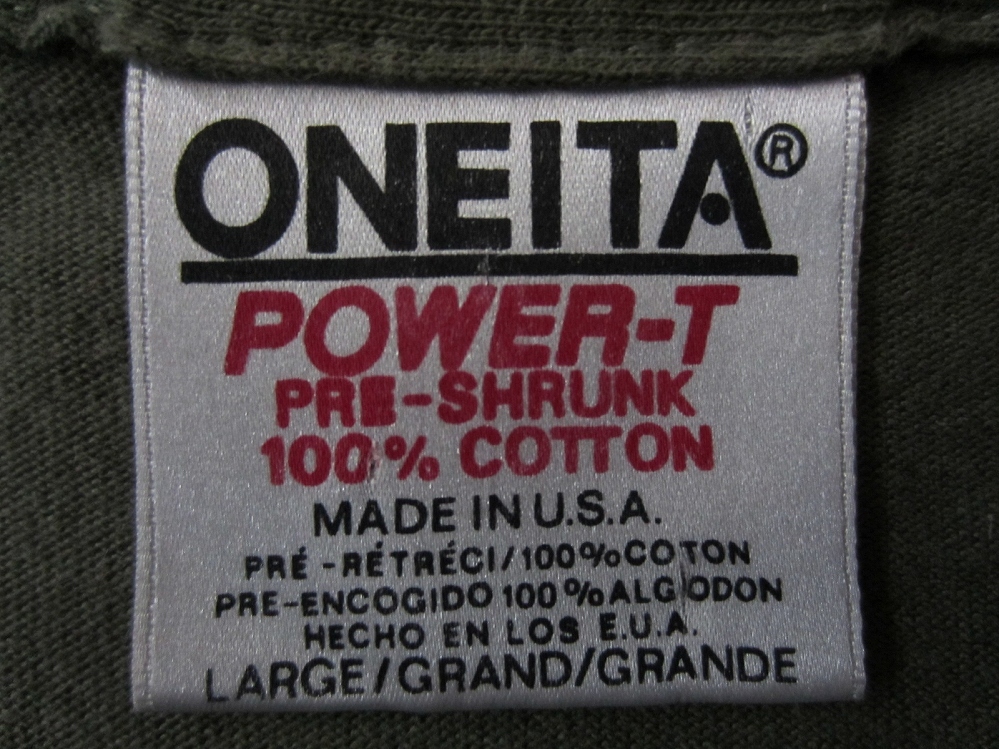 ONEITA®
POWER-T
PRE-SHRUNK
100% COTTON
MADE IN U.S.A.
PRÉ-RÉTRÉCI/100% COTON
PRE-ENCOGIDO 100% ALGODON
HECHO EN LOS E.U.A.
LARGE/GRAND/GRANDE